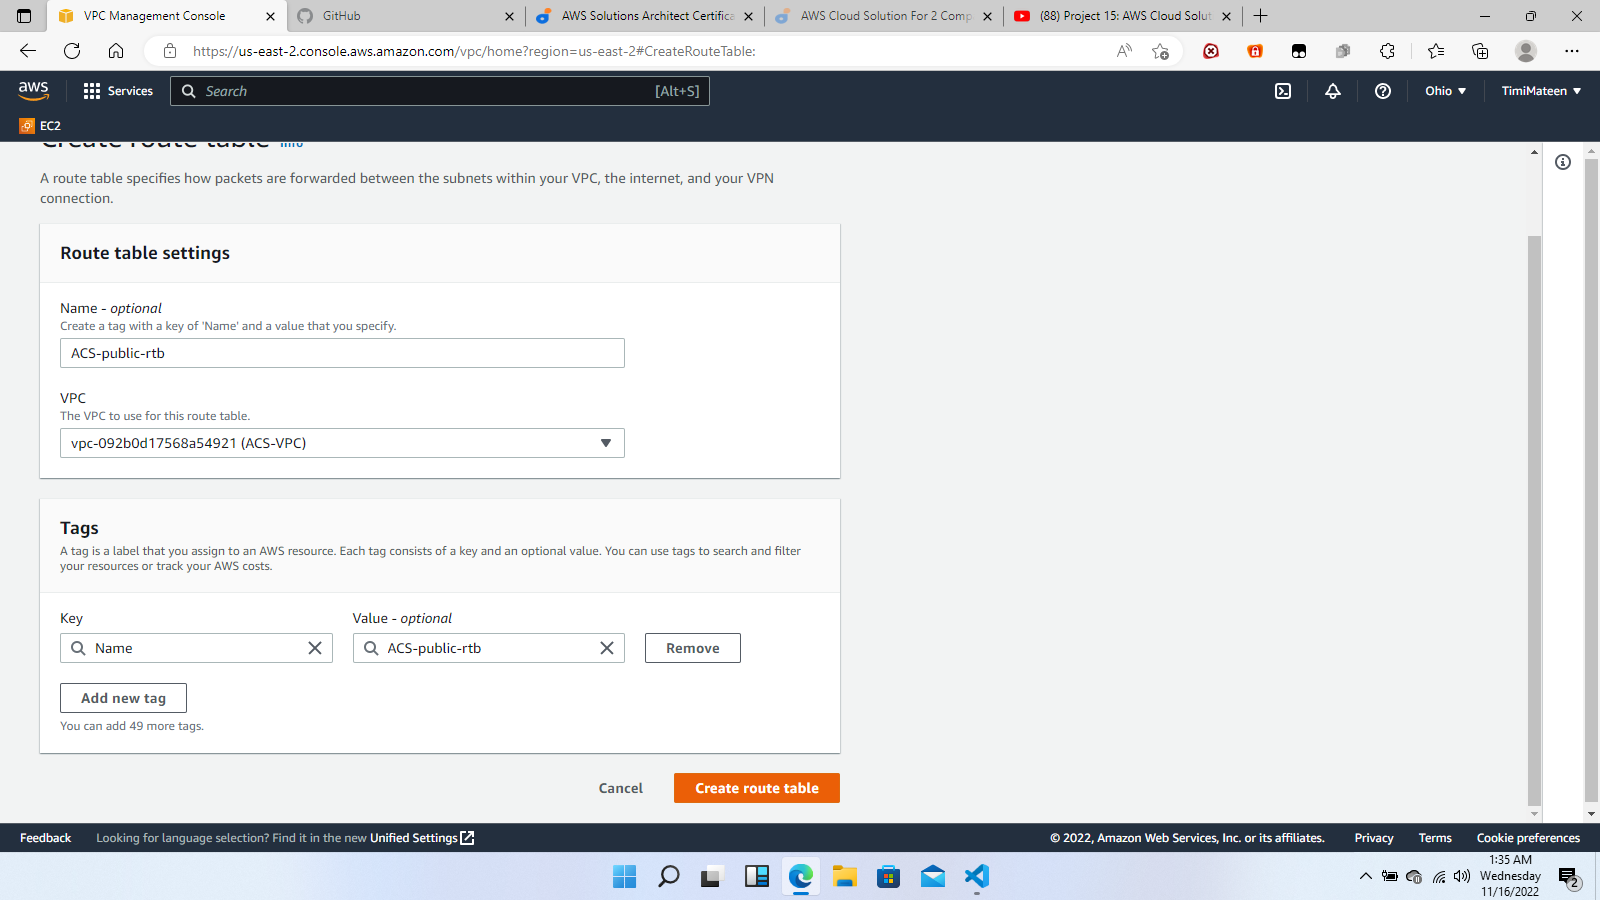 VPC Management Console
GitHub
AWS Solutions Architect Certifica
AWS Cloud Solution For 2 Comp
(88) Project 15: AWS Cloud Solut
https://us-east-2.console.aws.amazon.com/vpc/home?region=us-east-2#CreateRouteTable:
aws
Services
Search
[Alt+S]
Ohio
TimiMateen
EC2
Create route table Info
A route table specifies how packets are forwarded between the subnets within your VPC, the internet, and your VPN
connection.
Route table settings
Name - optional
Create a tag with a key of 'Name' and a value that you specify.
ACS-public-rtb
VPC
The VPC to use for this route table.
vpc-092b0d17568a54921 (ACS-VPC)
Tags
A tag is a label that you assign to an AWS resource. Each tag consists of a key and an optional value. You can use tags to search and filter
your resources or track your AWS costs.
Key
Value - optional
Name
ACS-public-rtb
Remove
Add new tag
You can add 49 more tags.
Cancel
Create route table
Feedback
Looking for language selection? Find it in the new Unified Settings
© 2022, Amazon Web Services, Inc. or its affiliates.
Privacy
Terms
Cookie preferences
1:35 AM
Wednesday
11/16/2022
2